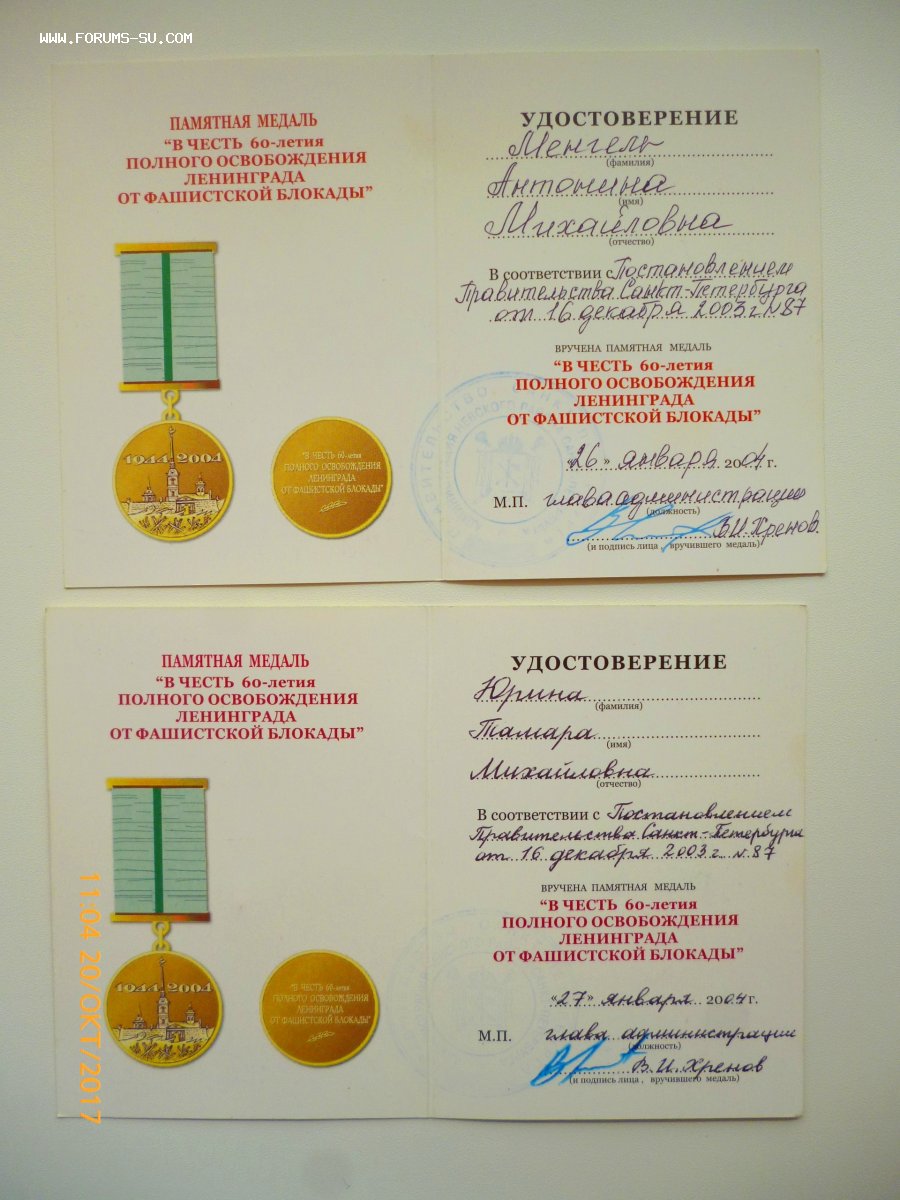 WWW.FORUMS-SU.COM
ПАМЯТНАЯ МЕДАЛЬ
“В ЧЕСТЬ 60-летия
ПОЛНОГО ОСВОБОЖДЕНИЯ
ЛЕНИНГРАДА
ОТ ФАШИСТСКОЙ БЛОКАДЫ”
1944 2004
“В ЧЕСТЬ 60-летия
ПОЛНОГО ОСВОБОЖДЕНИЯ
ЛЕНИНГРАДА
ОТ ФАШИСТСКОЙ БЛОКАДЫ”
УДОСТОВЕРЕНИЕ
Менгель
(фамилия)
Антонина
(имя)
Михайловна
(отчество)
В соответствии с Постановлением
Правительства Санкт-Петербурга
от 16 декабря 2003 г. №87
ВРУЧЕНА ПАМЯТНАЯ МЕДАЛЬ
“В ЧЕСТЬ 60-летия
ПОЛНОГО ОСВОБОЖДЕНИЯ
ЛЕНИНГРАДА
ОТ ФАШИСТСКОЙ БЛОКАДЫ”
“26” января 2004 г.
М.П. глава администрации
(должность)
В.И. Хренов.
(и подпись лица , вручившего медаль)
ПАМЯТНАЯ МЕДАЛЬ
“В ЧЕСТЬ 60-летия
ПОЛНОГО ОСВОБОЖДЕНИЯ
ЛЕНИНГРАДА
ОТ ФАШИСТСКОЙ БЛОКАДЫ”
1944 2004
“В ЧЕСТЬ 60-летия
ПОЛНОГО ОСВОБОЖДЕНИЯ
ЛЕНИНГРАДА
ОТ ФАШИСТСКОЙ БЛОКАДЫ”
УДОСТОВЕРЕНИЕ
Юрина
(фамилия)
Тамара
(имя)
Михайловна
(отчество)
В соответствии с Постановлением
Правительства Санкт-Петербурга
от 16 декабря 2003 г. №87
ВРУЧЕНА ПАМЯТНАЯ МЕДАЛЬ
“В ЧЕСТЬ 60-летия
ПОЛНОГО ОСВОБОЖДЕНИЯ
ЛЕНИНГРАДА
ОТ ФАШИСТСКОЙ БЛОКАДЫ”
“27” января 2004 г.
М.П. глава администрации
(должность)
В.И. Хренов
(и подпись лица , вручившего медаль)
11:04 20/ОКТ/2017